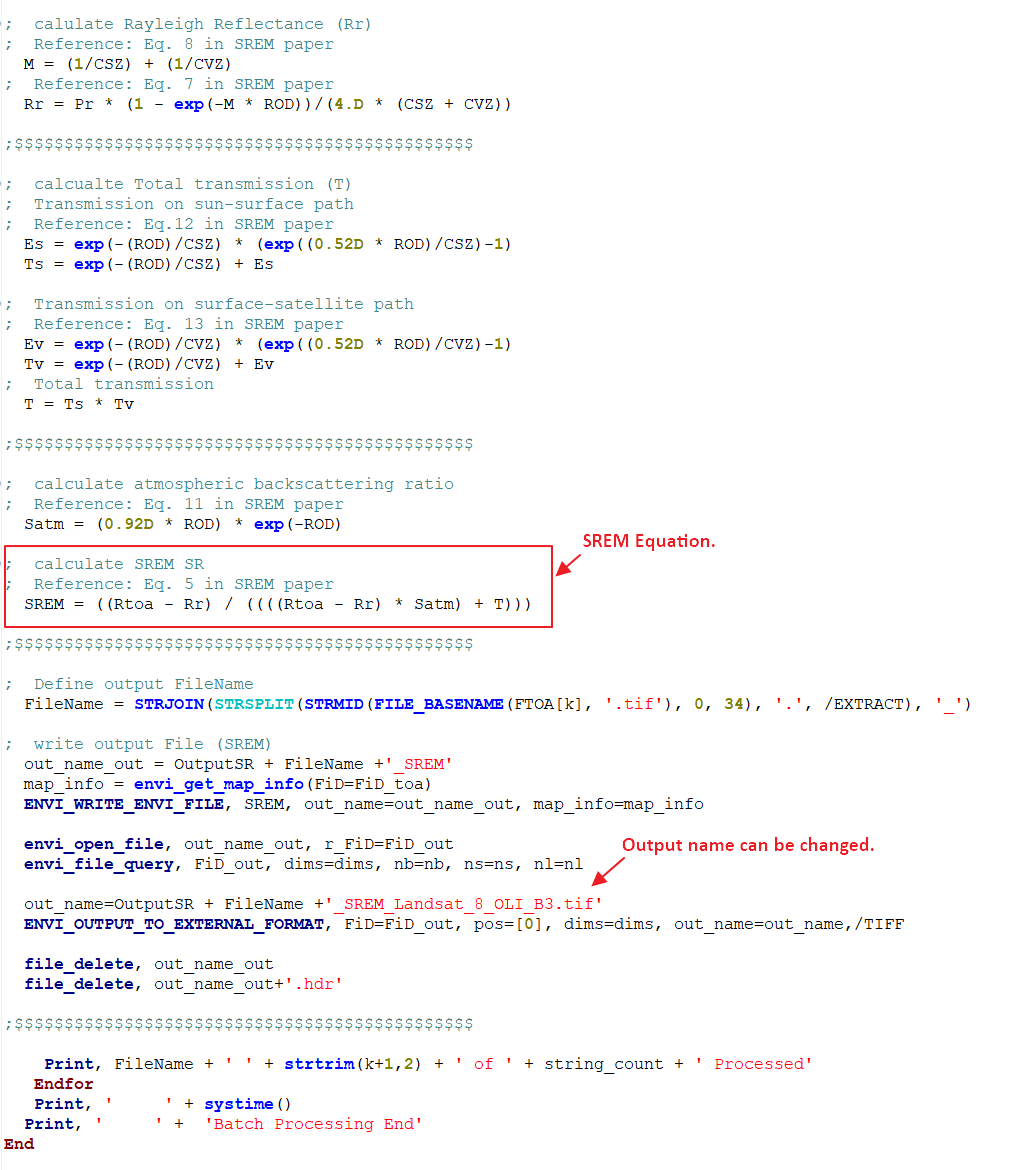 ;  calulate Rayleigh Reflectance (Rr)
;  Reference: Eq. 8 in SREM paper
M = (1/CSZ) + (1/CVZ)
;  Reference: Eq. 7 in SREM paper
Rr = Pr * (1 - exp(-M * ROD))/(4.D * (CSZ + CVZ))
;$$$$$$$$$$$$$$$$$$$$$$$$$$$$$$$$$$$$$$$$$$$$$$
;  calcualte Total transmission (T)
;  Transmission on sun-surface path
;  Reference: Eq.12 in SREM paper
Es = exp(-(ROD)/CSZ) * (exp((0.52D * ROD)/CSZ)-1)
Ts = exp(-(ROD)/CSZ) + Es
;  Transmission on surface-satellite path
;  Reference: Eq. 13 in SREM paper
Ev = exp(-(ROD)/CVZ) * (exp((0.52D * ROD)/CVZ)-1)
Tv = exp(-(ROD)/CVZ) + Ev
;  Total transmission
T = Ts * Tv
;$$$$$$$$$$$$$$$$$$$$$$$$$$$$$$$$$$$$$$$$$$$$$$
;  calculate atmospheric backscattering ratio
;  Reference: Eq. 11 in SREM paper
Satm = (0.92D * ROD) * exp(-ROD)
SREM Equation.
;  calculate SREM SR
;  Reference: Eq. 5 in SREM paper
SREM = ((Rtoa - Rr) / ((((Rtoa - Rr) * Satm) + T)))
;$$$$$$$$$$$$$$$$$$$$$$$$$$$$$$$$$$$$$$$$$$$$$$
;  Define output FileName
FileName = STRJOIN(STRSPLIT(STRMID(FILE_BASENAME(FTOA[k], '.tif'), 0, 34), '.', /EXTRACT), '_')
;  write output File (SREM)
out_name_out = OutputSR + FileName +'_SREM'
map_info = envi_get_map_info(FiD=FiD_toa)
ENVI_WRITE_ENVI_FILE, SREM, out_name=out_name_out, map_info=map_info
envi_open_file, out_name_out, r_FiD=FiD_out
Output name can be changed.
envi_file_query, FiD_out, dims=dims, nb=nb, ns=ns, nl=nl
out_name=OutputSR + FileName +'_SREM_Landsat_8_OLI_B3.tif'
ENVI_OUTPUT_TO_EXTERNAL_FORMAT, FiD=FiD_out, pos=[0], dims=dims, out_name=out_name,/TIFF
file_delete, out_name_out
file_delete, out_name_out+'.hdr'
;$$$$$$$$$$$$$$$$$$$$$$$$$$$$$$$$$$$$$$$$$$$$$$
Print, FileName + ' ' + strtrim(k+1,2) + ' of ' + string_count + ' Processed'
Endfor
Print, '     ' + systime()
Print, '     ' +  'Batch Processing End'
End